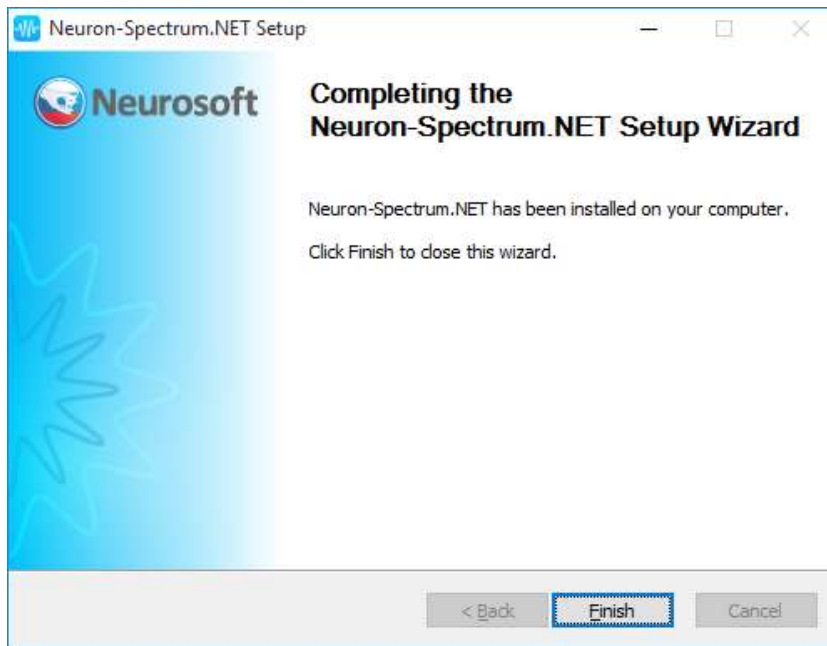 Neuron-Spectrum.NET Setup
Neurosoft
Completing the
Neuron-Spectrum.NET Setup Wizard
Neuron-Spectrum.NET has been installed on your computer.
Click Finish to close this wizard.
< Back
Finish
Cancel